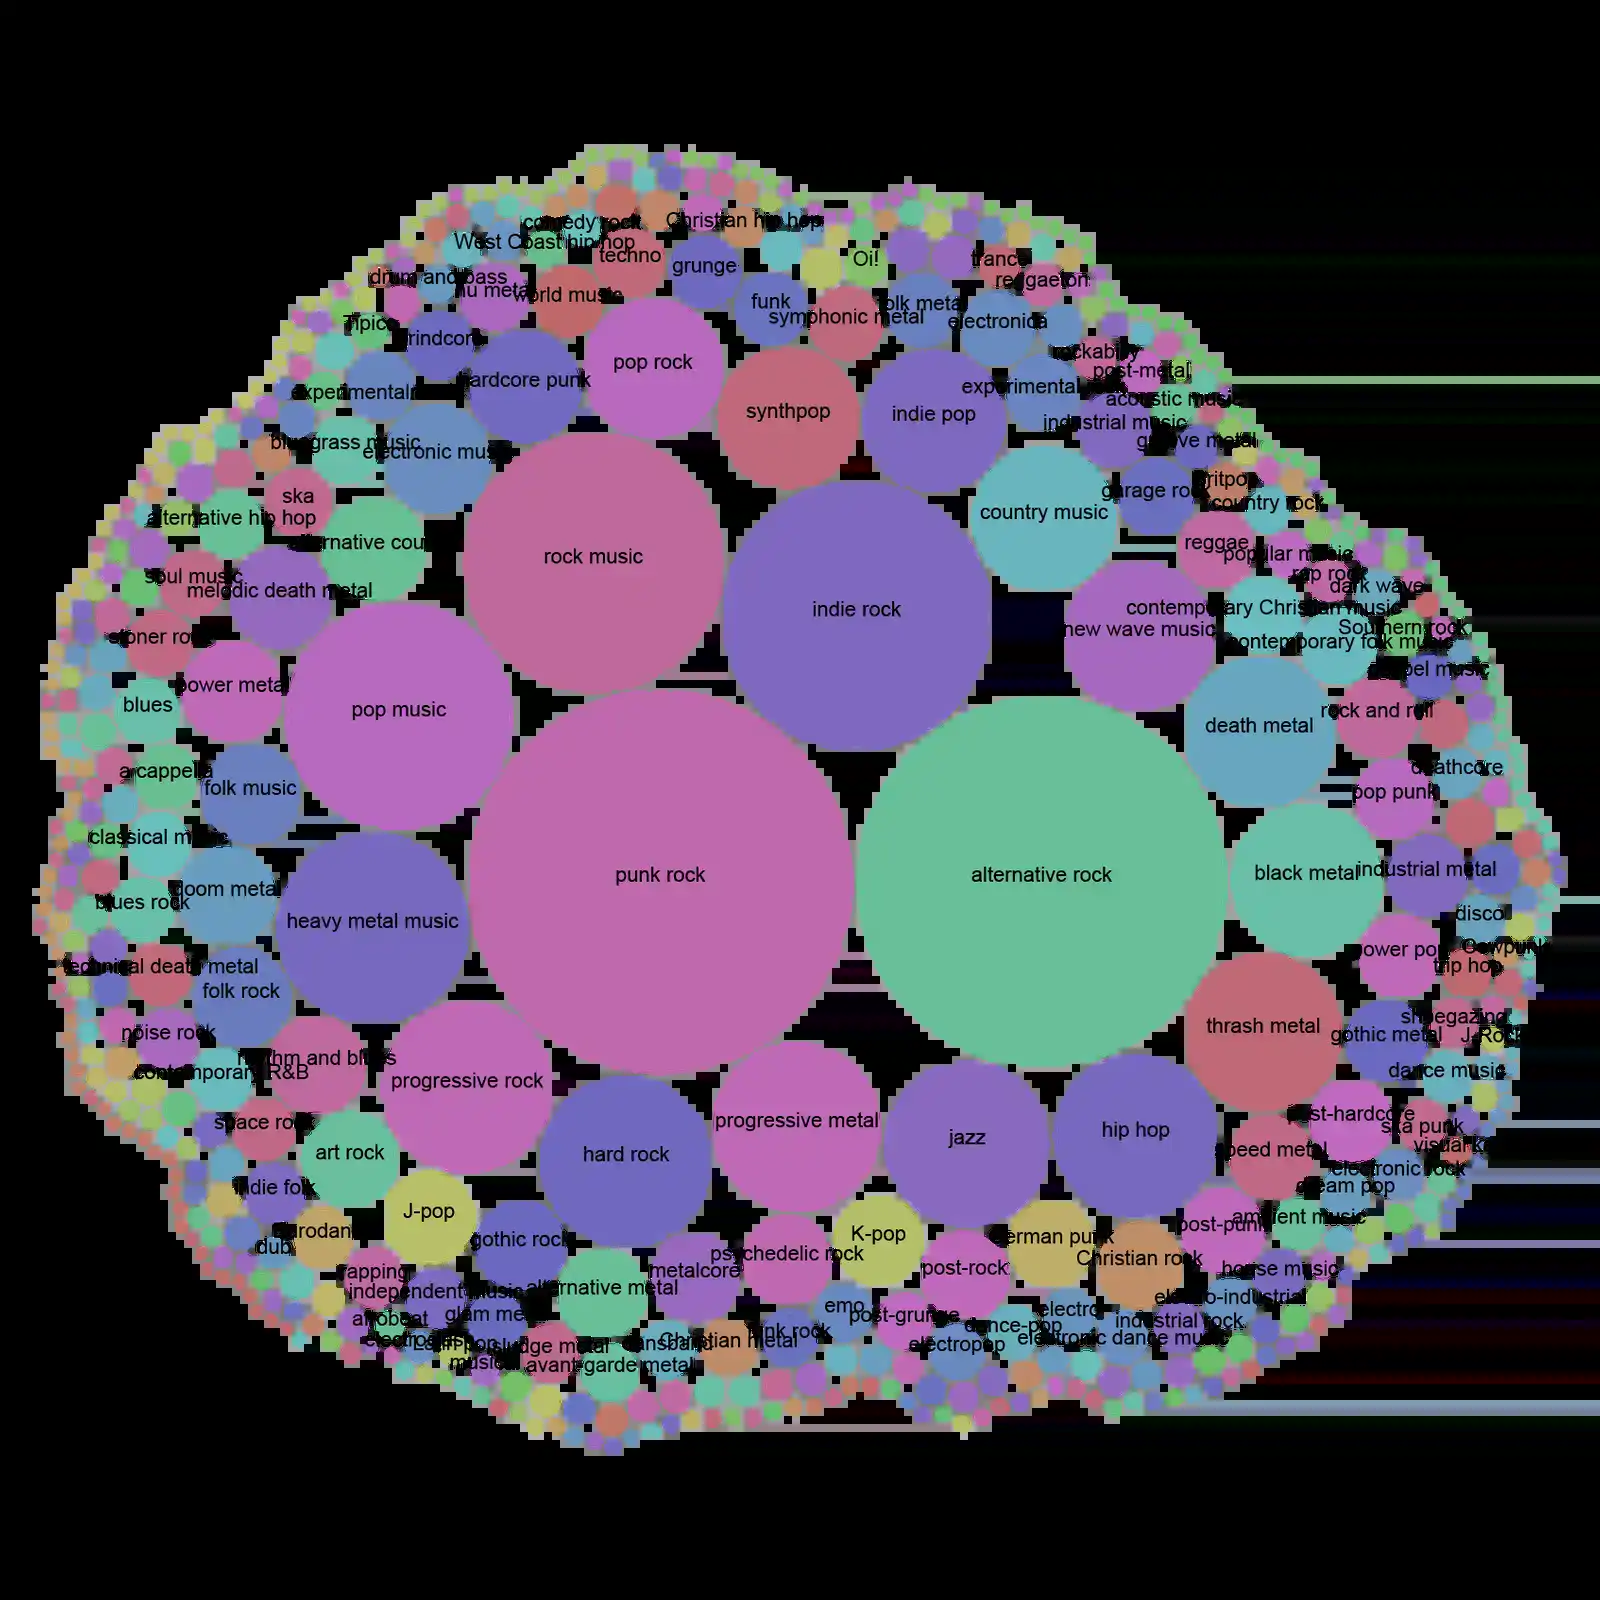 comedy rock
Christian hip hop
West Coast hip hop
techno
grunge
Oi!
trance
drum and bass
reggaeton
nu metal
world music
funk
folk metal
symphonic metal
electronica
Tipico
grindcore
rockabilly
pop rock
post-metal
hardcore punk
experimental
experimental
synthpop
indie pop
acoustic music
industrial music
bluegrass music
electronic music
groove metal
ska
garage rock
Britpop
country rock
country music
alternative hip hop
alternative country
rock music
reggae
popular music
rap rock
soul music
melodic death metal
dark wave
indie rock
contemporary Christian music
new wave music
Southern rock
stoner rock
contemporary folk music
gospel music
power metal
blues
pop music
death metal
rock and roll
a cappella
folk music
deathcore
pop punk
classical music
doom metal
punk rock
alternative rock
black metal
industrial metal
blues rock
heavy metal music
disco
power pop
Cowpunk
technical death metal
trip hop
folk rock
shoegazing
thrash metal
noise rock
gothic metal
J-Rock
rhythm and blues
contemporary R&B
progressive rock
dance music
space rock
progressive metal
post-hardcore
ska punk
jazz
hip hop
art rock
hard rock
speed metal
visual k
electronic rock
indie folk
dream pop
J-pop
K-pop
post-punk
ambient music
dub
gothic rock
psychedelic rock
German punk
Christian rock
rapping
metalcore
post-rock
house music
independent music
alternative metal
electro-industrial
afrobeat
glam metal
emo
post-grunge
electro
industrial rock
Latin pop
sludge metal
Christian metal
funk rock
dance-pop
electropop
electronic dance music
music
avant-garde metal